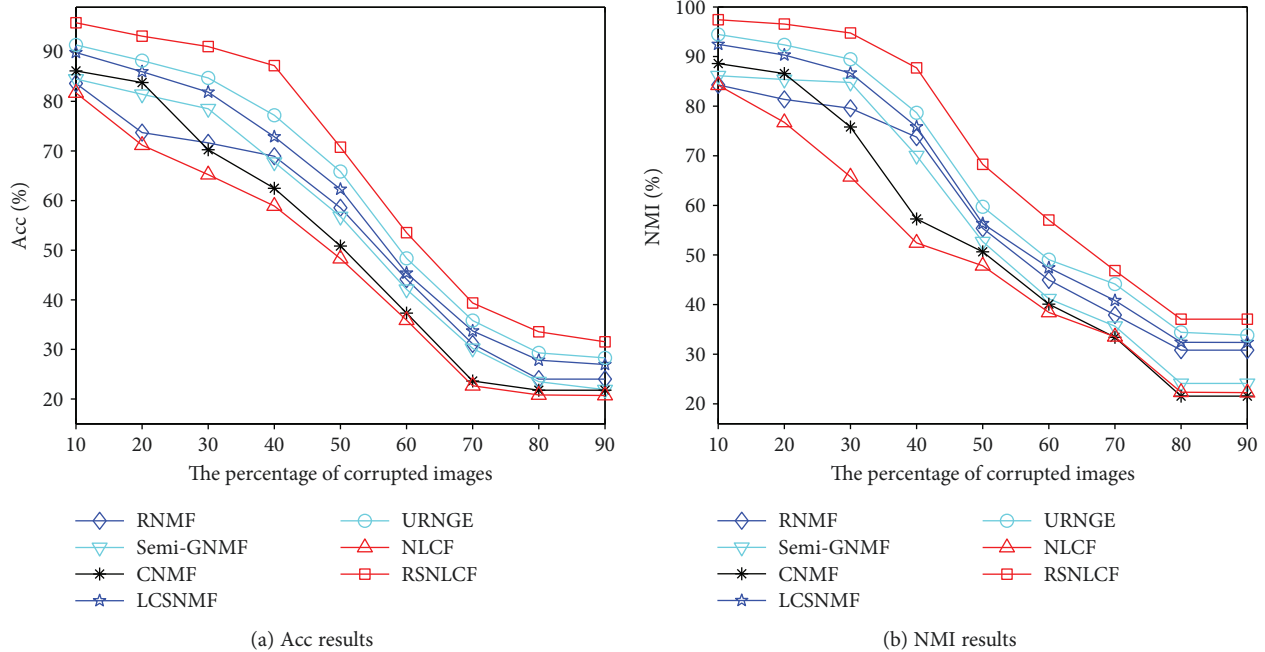 90
80
70
60
50
40
30
20
Acc (%)
10 20 30 40 50 60 70 80 90
The percentage of corrupted images
RNMF
Semi-GNMF
CNMF
LCSNMF
URNGE
NLCF
RSNLCF
(a) Acc results
100
90
80
70
60
50
40
30
20
NMI (%)
10 20 30 40 50 60 70 80 90
The percentage of corrupted images
RNMF
Semi-GNMF
CNMF
LCSNMF
URNGE
NLCF
RSNLCF
(b) NMI results